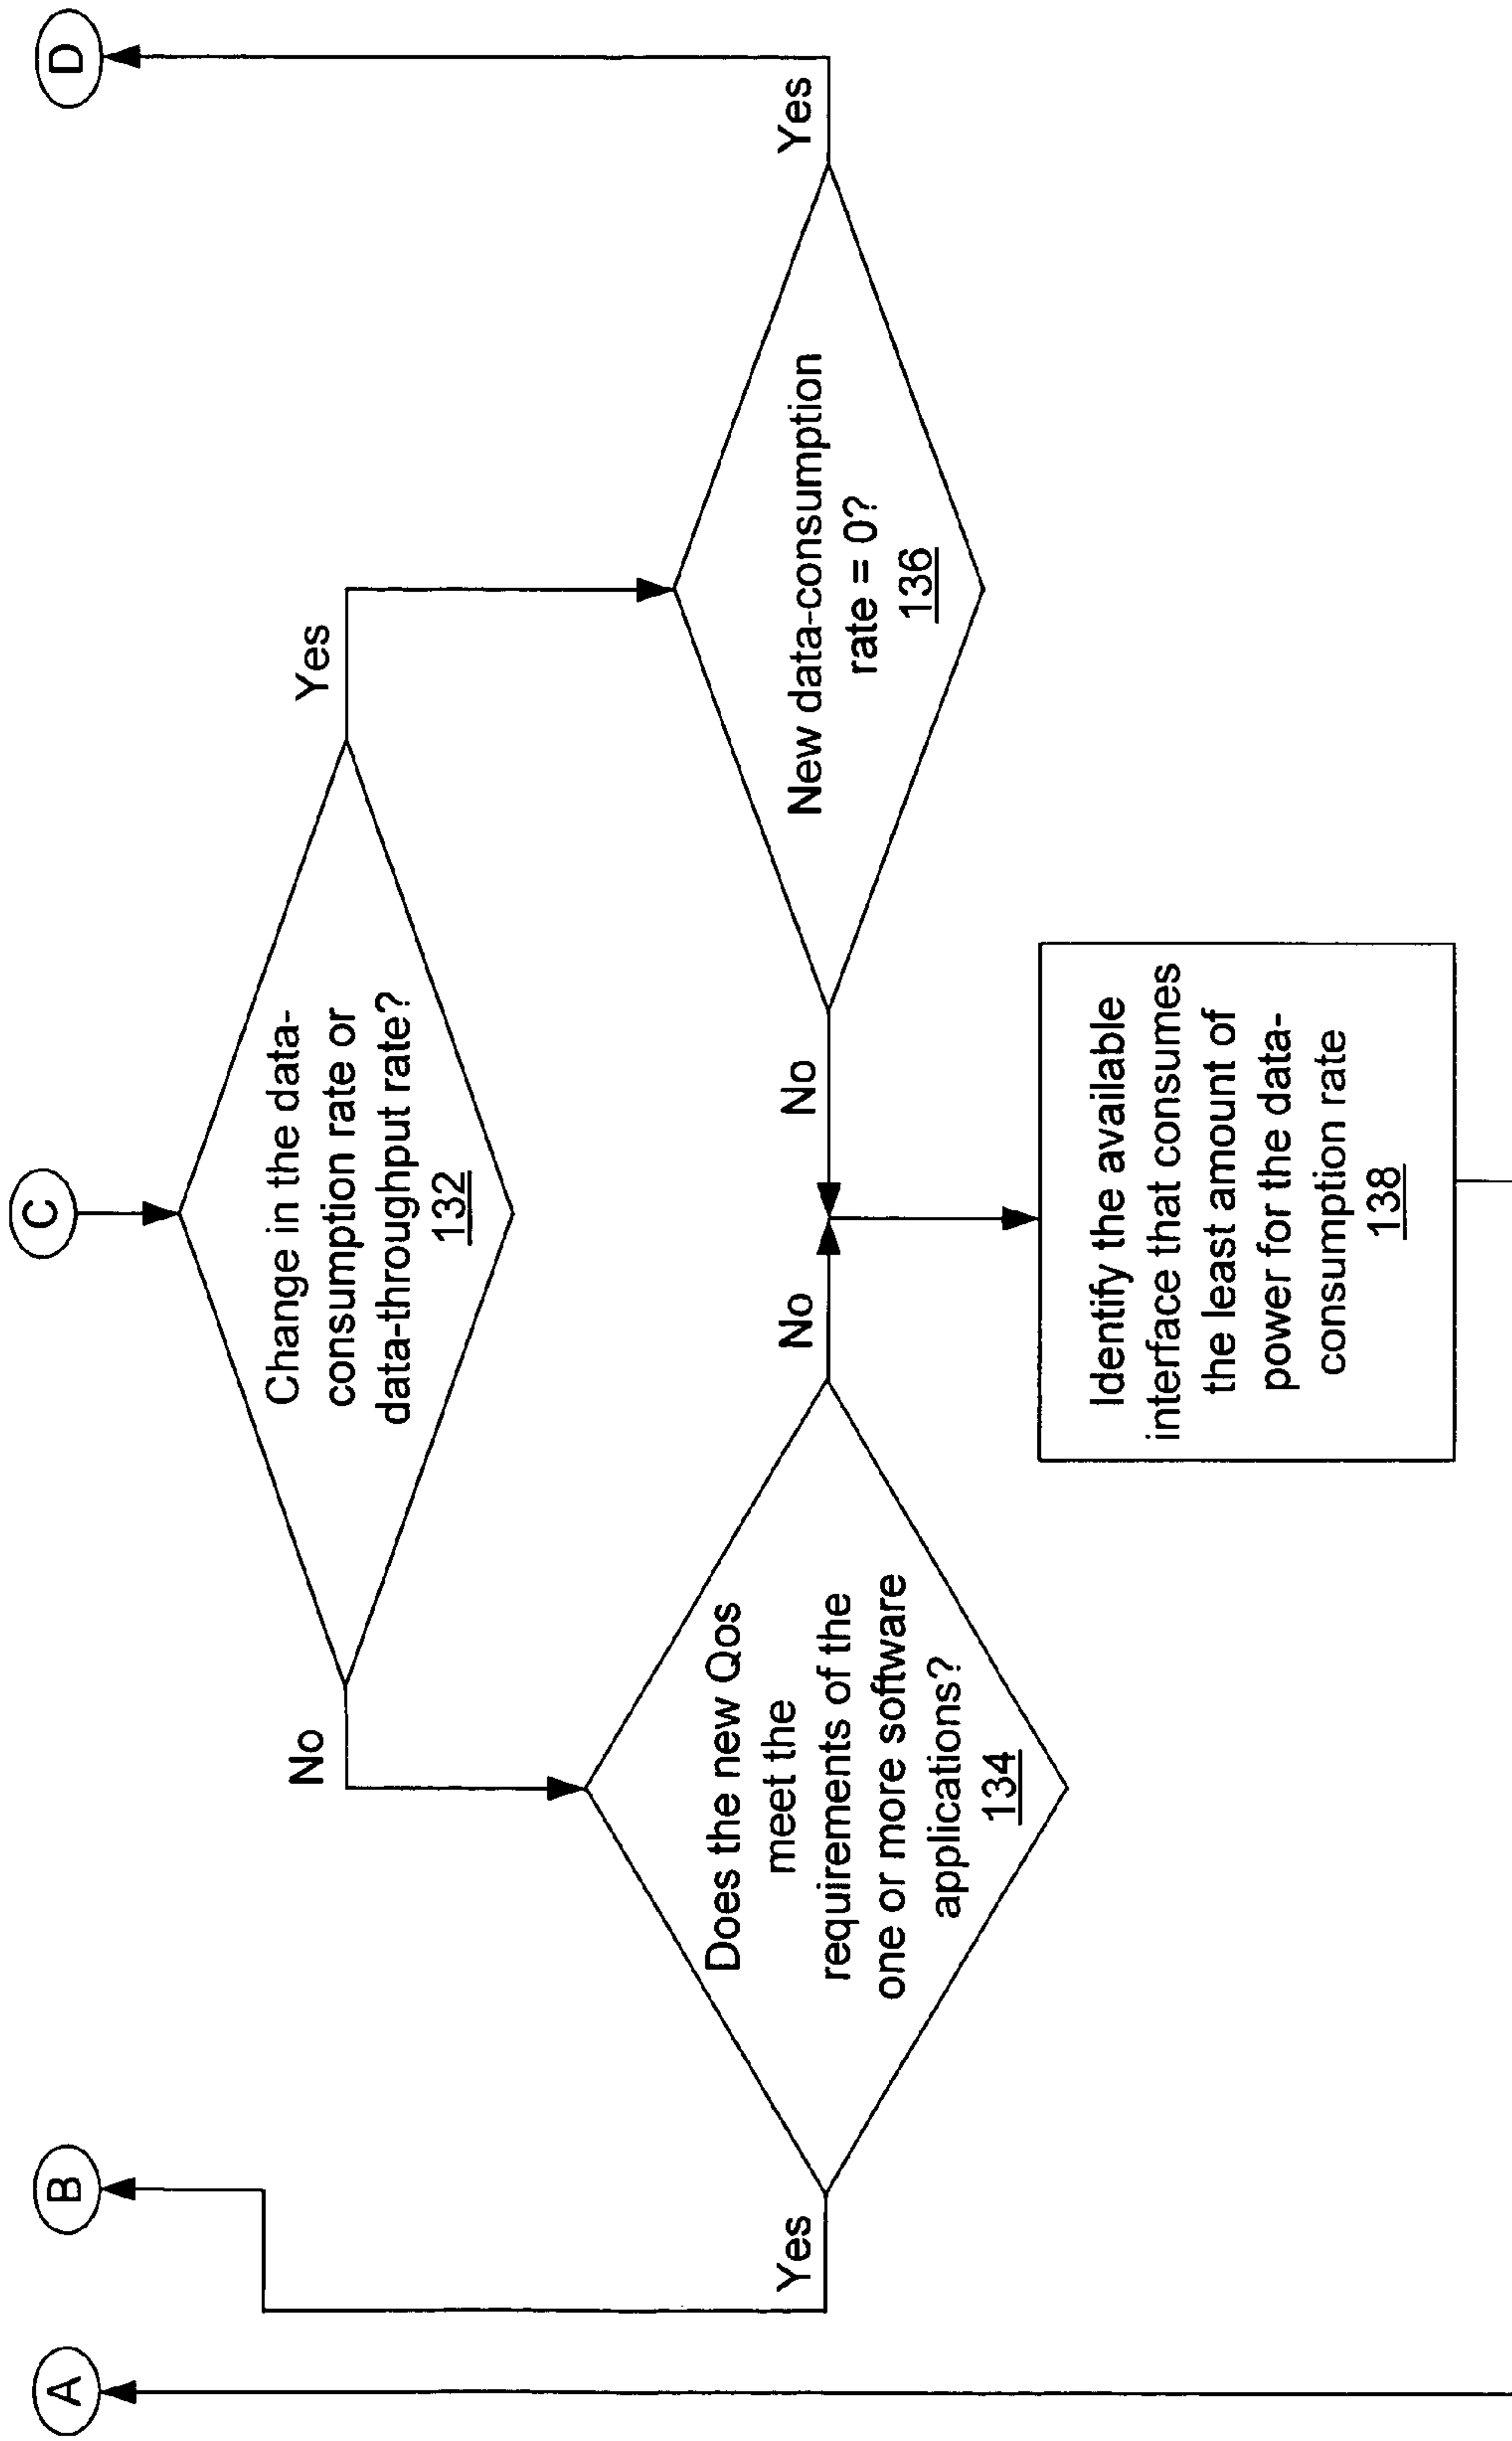 C
Change in the data-
consumption rate or
data-throughput rate?
132
No
Yes
A
B
D
Does the new Qos
meet the
requirements of the
one or more software
applications?
134
Yes
No
No
New data-consumption
rate = 0?
136
Yes
Identify the available
interface that consumes
the least amount of
power for the data-
consumption rate
138